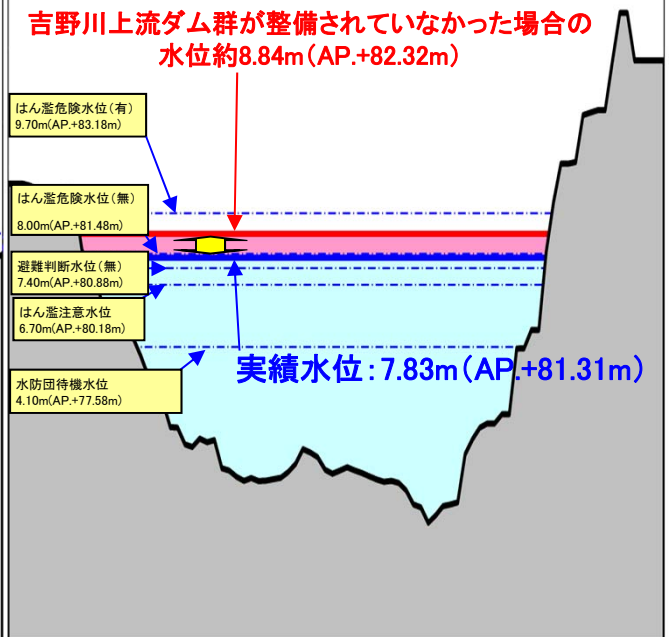 吉野川上流ダム群が整備されていなかった場合の
水位約8.84m(AP.+82.32m)
はん濫危険水位(有)
9.70m(AP.+83.18m)
はん濫危険水位(無)
8.00m(AP.+81.48m)
避難判断水位(無)
7.40m(AP.+80.88m)
はん濫注意水位
6.70m(AP.+80.18m)
実績水位:7.83m(AP.+81.31m)
水防団待機水位
4.10m(AP.+77.58m)